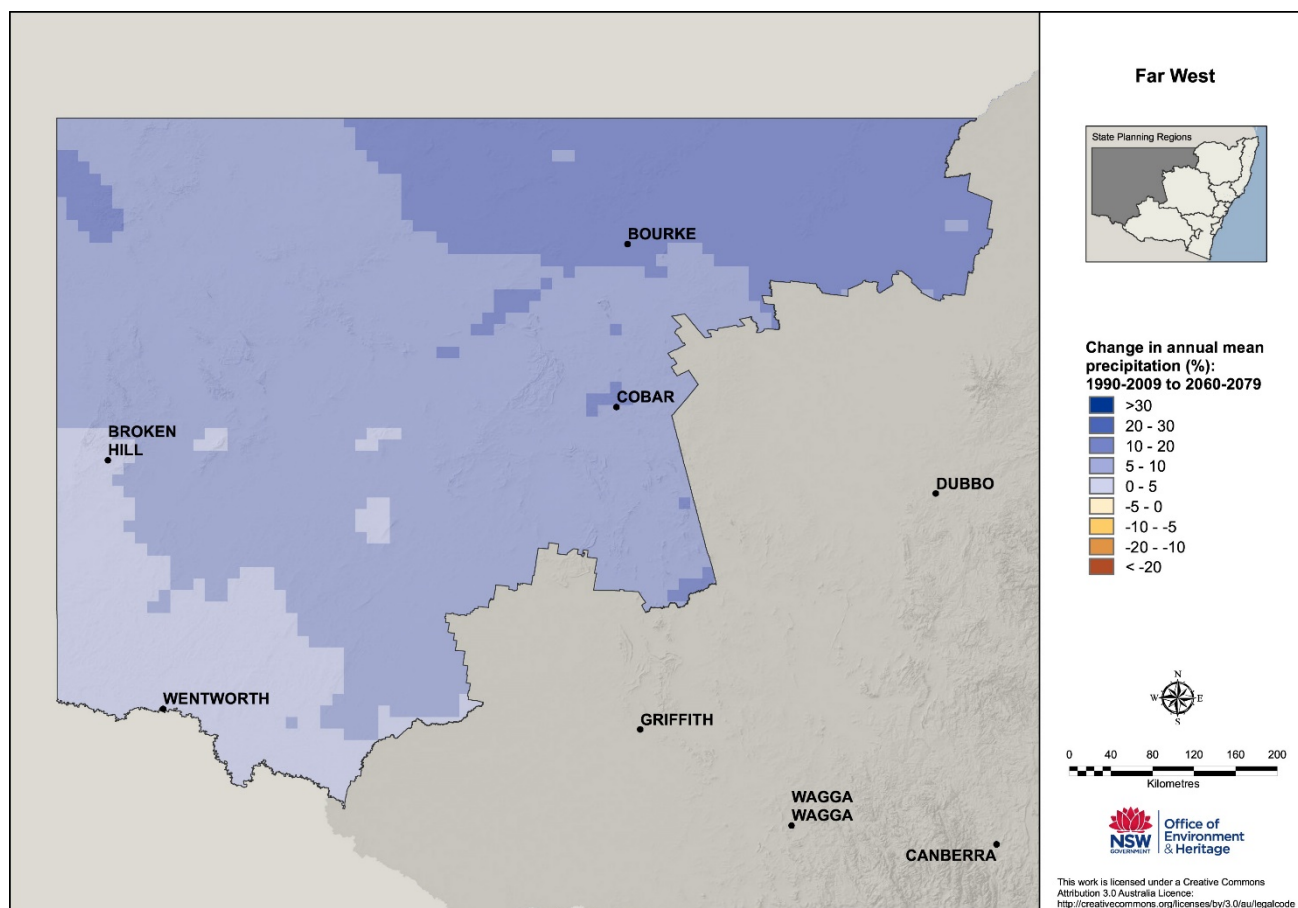 BOURKE
COBAR
BROKEN
HILL
DUBBO
WENTWORTH
GRIFFITH
WAGGA
WAGGA
CANBERRA
Far West
State Planning Regions
Change in annual mean
precipitation (%):
1990-2009 to 2060-2079
>30
20 - 30
10 - 20
5 - 10
0 - 5
-5 - 0
-10 - -5
-20 - -10
< -20
N
W E
S
0 40 80 120 160 200
Kilometres
NSW
GOVERNMENT
Office of
Environment
& Heritage
This work is licensed under a Creative Commons
Attribution 3.0 Australia Licence:
http://creativecommons.org/licenses/by/3.0/au/legalcode